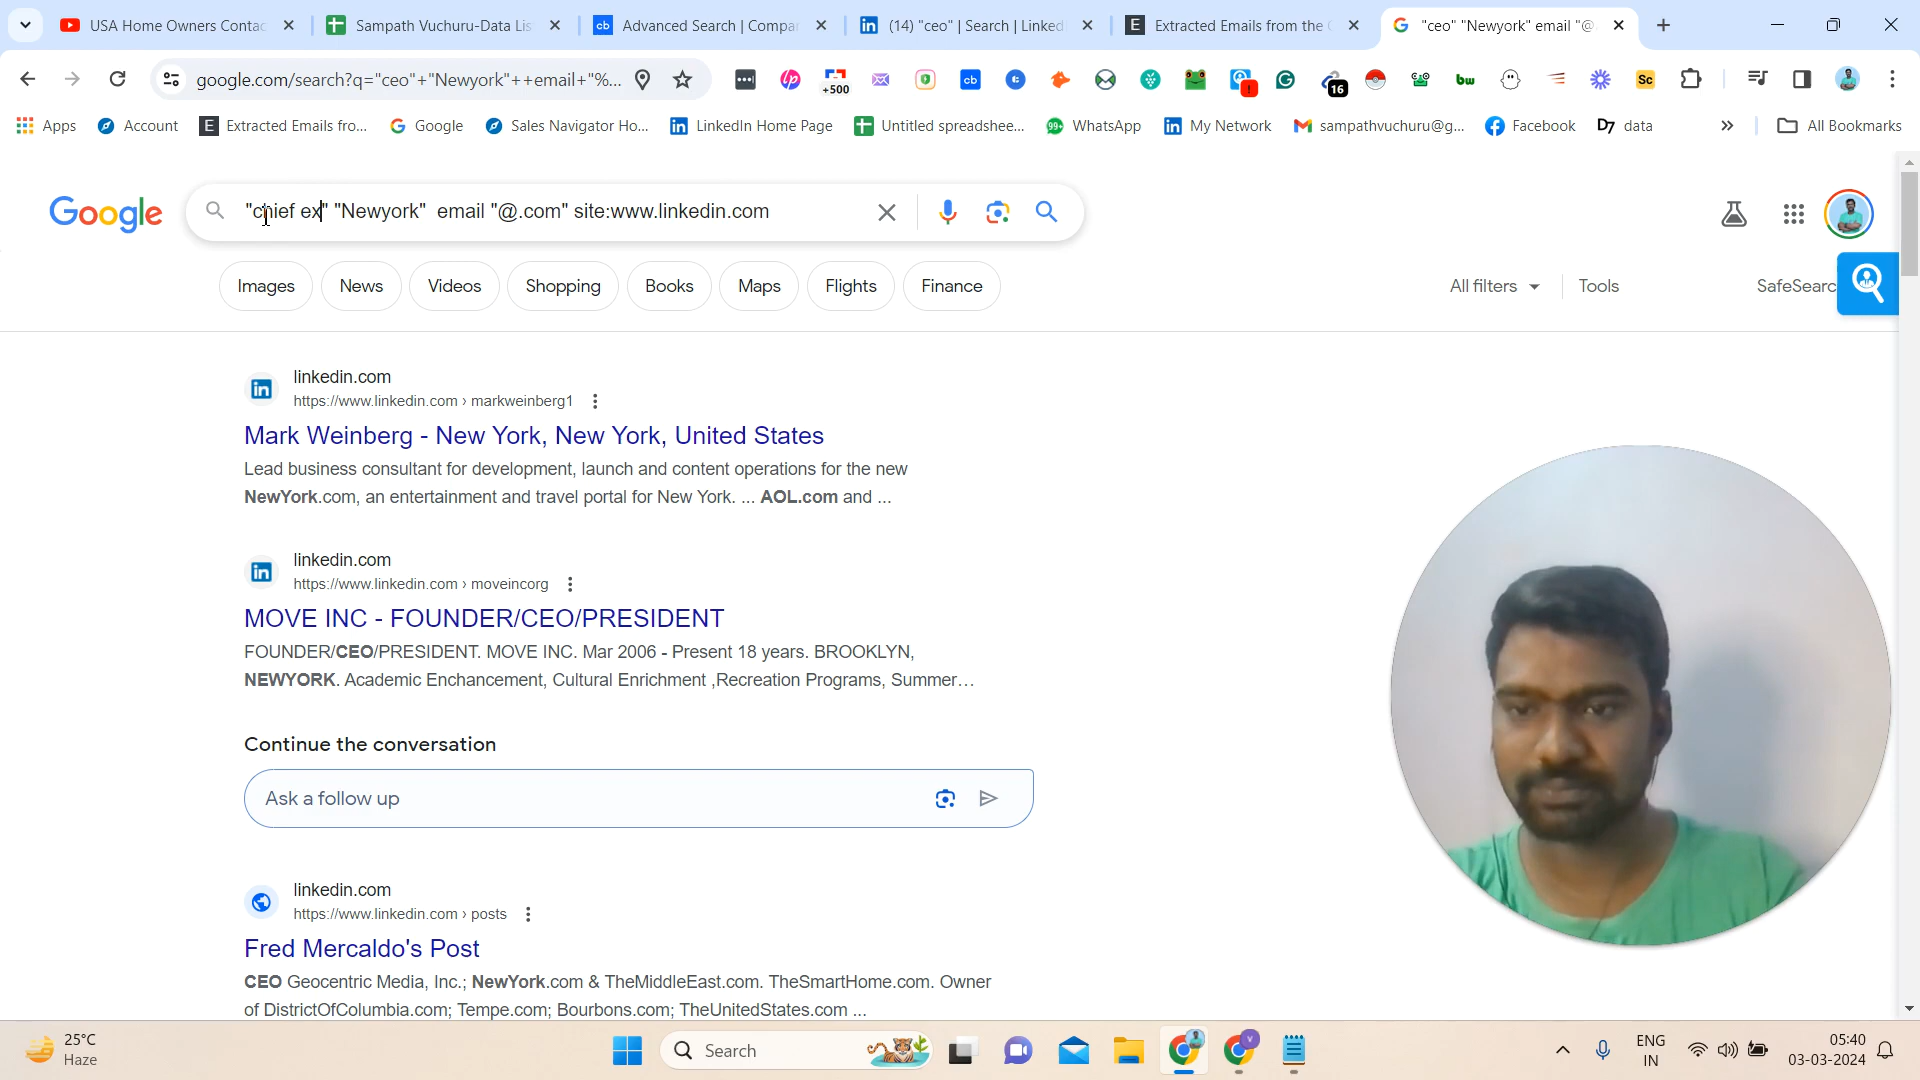 USA Home Owners Contac
Sampath Vuchuru-Data Lis
Advanced Search | Compa
(14) "ceo" | Search | Linked
Extracted Emails from the
"ceo" "Newyork" email "@
google.com/search?q="ceo"+"Newyork"++email+"%...
+500
16
Sc
Apps
Account
Extracted Emails fro...
Google
Sales Navigator Ho...
LinkedIn Home Page
Untitled spreadshee...
WhatsApp
My Network
sampathvuchuru@g...
Facebook
data
All Bookmarks
Google
"chief ex" "Newyork" email "@.com" site:www.linkedin.com
Images
News
Videos
Shopping
Books
Maps
Flights
Finance
All filters
Tools
SafeSearc
linkedin.com
https://www.linkedin.com › markweinberg1
Mark Weinberg - New York, New York, United States
Lead business consultant for development, launch and content operations for the new
NewYork.com, an entertainment and travel portal for New York. ... AOL.com and ...
linkedin.com
https://www.linkedin.com › moveincorg
MOVE INC - FOUNDER/CEO/PRESIDENT
FOUNDER/CEO/PRESIDENT. MOVE INC. Mar 2006 - Present 18 years. BROOKLYN,
NEWYORK. Academic Enchancement, Cultural Enrichment ,Recreation Programs, Summer...
Continue the conversation
Ask a follow up
linkedin.com
https://www.linkedin.com › posts
Fred Mercaldo's Post
CEO Geocentric Media, Inc.; NewYork.com & TheMiddleEast.com. TheSmartHome.com. Owner
of DistrictOfColumbia.com; Tempe.com; Bourbons.com; TheUnitedStates.com ...
25°C
Haze
Search
ENG
IN
05:40
03-03-2024